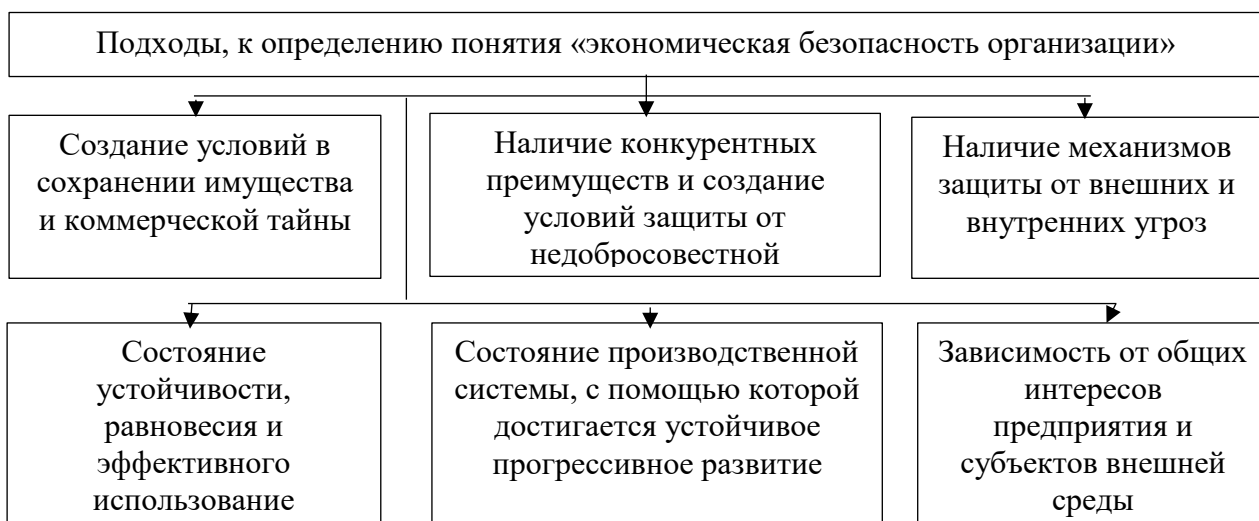 Подходы, к определению понятия «экономическая безопасность организации»
Создание условий в
сохранении имущества
и коммерческой тайны
Наличие конкурентных
преимуществ и создание
условий защиты от
недобросовестной
Наличие механизмов
защиты от внешних и
внутренних угроз
Состояние
устойчивости,
равновесия и
эффективного
использование
Состояние производственной
системы, с помощью которой
достигается устойчивое
прогрессивное развитие
Зависимость от общих
интересов
предприятия и
субъектов внешней
среды